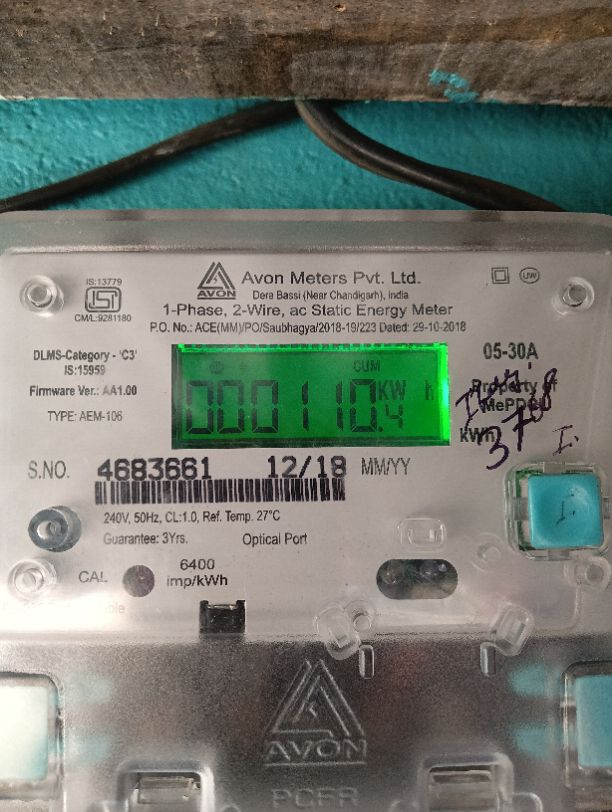 IS:13779
CM/L:9281180
AVON
Avon Meters Pvt. Ltd.
Dera Bassi (Near Chandigarh), India
1-Phase, 2-Wire, ac Static Energy Meter
P.O. No.: ACE(MM)/PO/Saubhagya/2018-19/223 Dated: 29-10-2018
DLMS-Category - 'C3'
IS:15959
Firmware Ver.: AA1.00
TYPE: AEM-106
CUM
000110.4 KW h
05-30A
Property of
MePDCL
kWh
3708
I.
S.NO. 4683661 12/18 MM/YY
240V, 50Hz, CL:1.0, Ref. Temp. 27°C
Guarantee: 3Yrs. Optical Port
CAL
6400
imp/kWh
I.
AVON